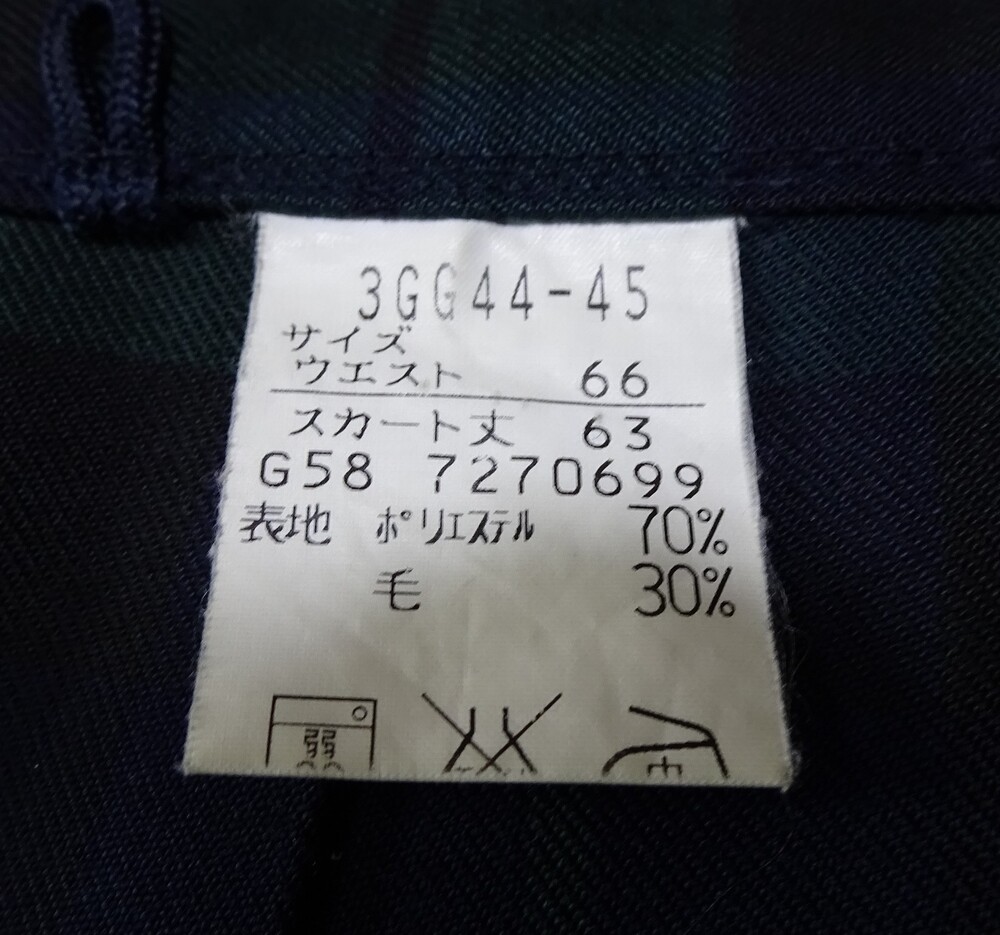 3GG44-45
サイズ
ウエスト 66
スカート丈 63
G58 7270699
表地 ポリエステル 70%
毛 30%